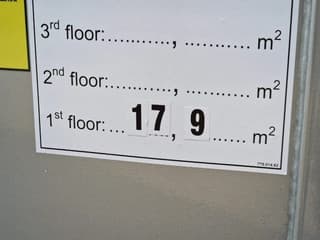 3rd floor:............, ............ m²
2nd floor:............, ............ m²
1st floor:... 17, 9 ...... m²